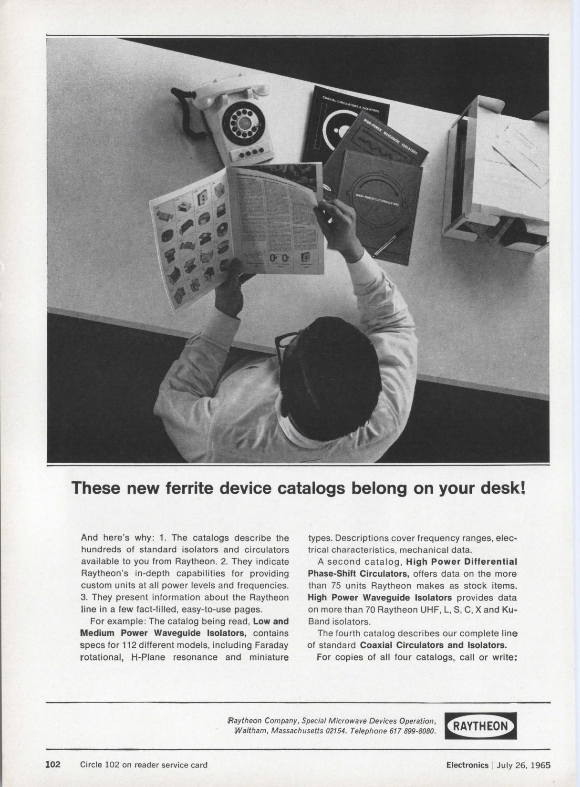 COAXIAL CIRCULATORS & ISOLATORS
These new ferrite device catalogs belong on your desk!
And here's why: 1. The catalogs describe the
hundreds of standard isolators and circulators
available to you from Raytheon. 2. They indicate
Raytheon's in-depth capabilities for providing
custom units at all power levels and frequencies.
3. They present information about the Raytheon
line in a few fact-filled, easy-to-use pages.
For example: The catalog being read, Low and
Medium Power Waveguide Isolators, contains
specs for 112 different models, including Faraday
rotational, H-Plane resonance and miniature
types. Descriptions cover frequency ranges, elec-
trical characteristics, mechanical data.
A second catalog, High Power Differential
Phase-Shift Circulators, offers data on the more
than 75 units Raytheon makes as stock items.
High Power Waveguide Isolators provides data
on more than 70 Raytheon UHF, L, S, C, X and Ku-
Band isolators.
The fourth catalog describes our complete line
of standard Coaxial Circulators and Isolators.
For copies of all four catalogs, call or write:
Raytheon Company, Special Microwave Devices Operation,
Waltham, Massachusetts 02154. Telephone 617 899-8080.
RAYTHEON
102 Circle 102 on reader service card
Electronics | July 26, 1965